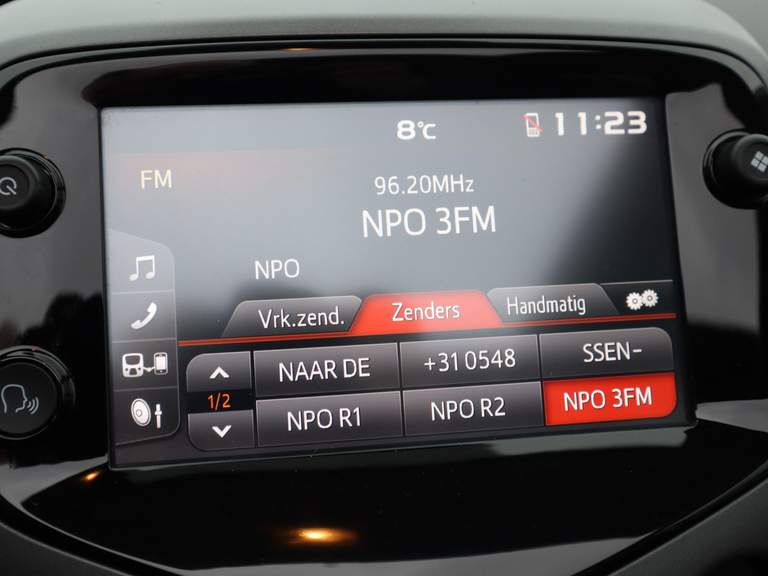 8°C 11:23
FM
96.20MHz
NPO 3FM
NPO
Vrk.zend. Zenders Handmatig
1/2 NAAR DE +31 0548 SSEN-
NPO R1 NPO R2 NPO 3FM